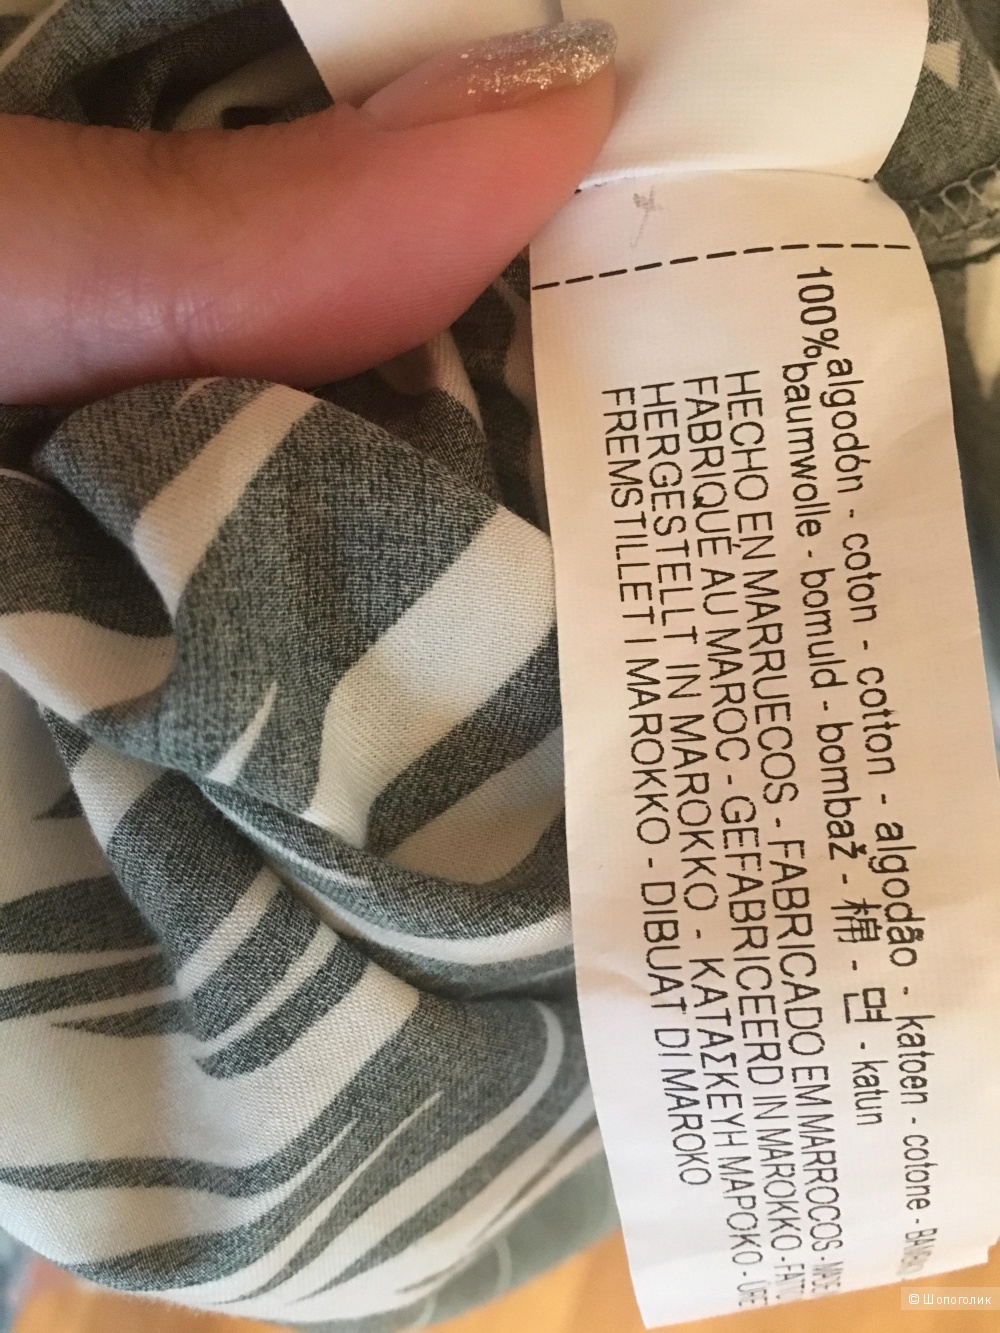 100% algodón - coton - cotton - algodão - katoen - cotone -
baumwolle - bomuld - bombaž - 棉 - 면 - katun
HECHO EN MARRUECOS - FABRICADO EM MARROCOS -
FABRIQUÉ AU MAROC - GEFABRICEERD IN MAROKKO -
HERGESTELLT IN MAROKKO - ΚΑΤΑΣΚΕΥΗ ΜΑΡΟΚΟ -
FREMSTILLET I MAROKKO - DIBUAT DI MAROKO
© Шопоголик